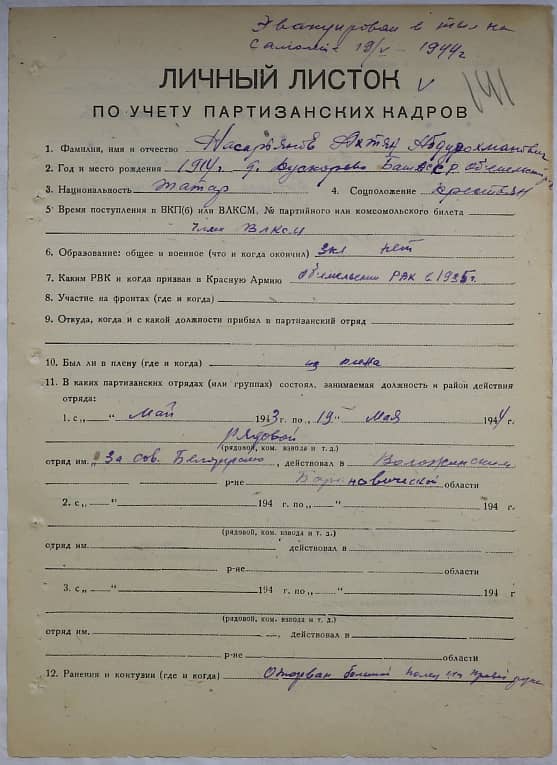 Эвакуирован в тыл на
самолёте 19/V - 1944г
ЛИЧНЫЙ ЛИСТОК V 141
ПО УЧЕТУ ПАРТИЗАНСКИХ КАДРОВ
1. Фамилия, имя и отчество Ахтям
2. Год и место рождения 1914 д. БашАССР
3. Национальность татар 4. Соцположение крестьян
5. Время поступления в ВКП(б) или ВЛКСМ, № партийного или комсомольского билета
член ВЛКСМ
6. Образование: общее и военное (что и когда окончил) 3кл нет
7. Каким РВК и когда призван в Красную Армию РВК в 1935г.
8. Участие на фронтах (где и когда)
9. Откуда, когда и с какой должности прибыл в партизанский отряд
10. Был ли в плену (где и когда) из плена
11. В каких партизанских отрядах (или группах) состоял, занимаемая должность и район действия
отряда:
1. с „ “ май 1943 г. по „19“ мая 1944 г.
рядовой
(рядовой, ком. взвода и т. д.)
отряд им. „За сов. Белоруссию, действовал в Воложинском
р-не Барановической области
2. с „ “ 194 г. по „ “ 194 г.
(рядовой, ком. взвода и т. д.)
отряд им. действовал в
р-не области
3. с „ “ 194 г. по „ “ 194 г.
(рядовой, ком. взвода и т. д.)
отряд им. , действовал в
р-не области
12. Ранения и контузии (где и когда) Оторван большой палец на правой руке